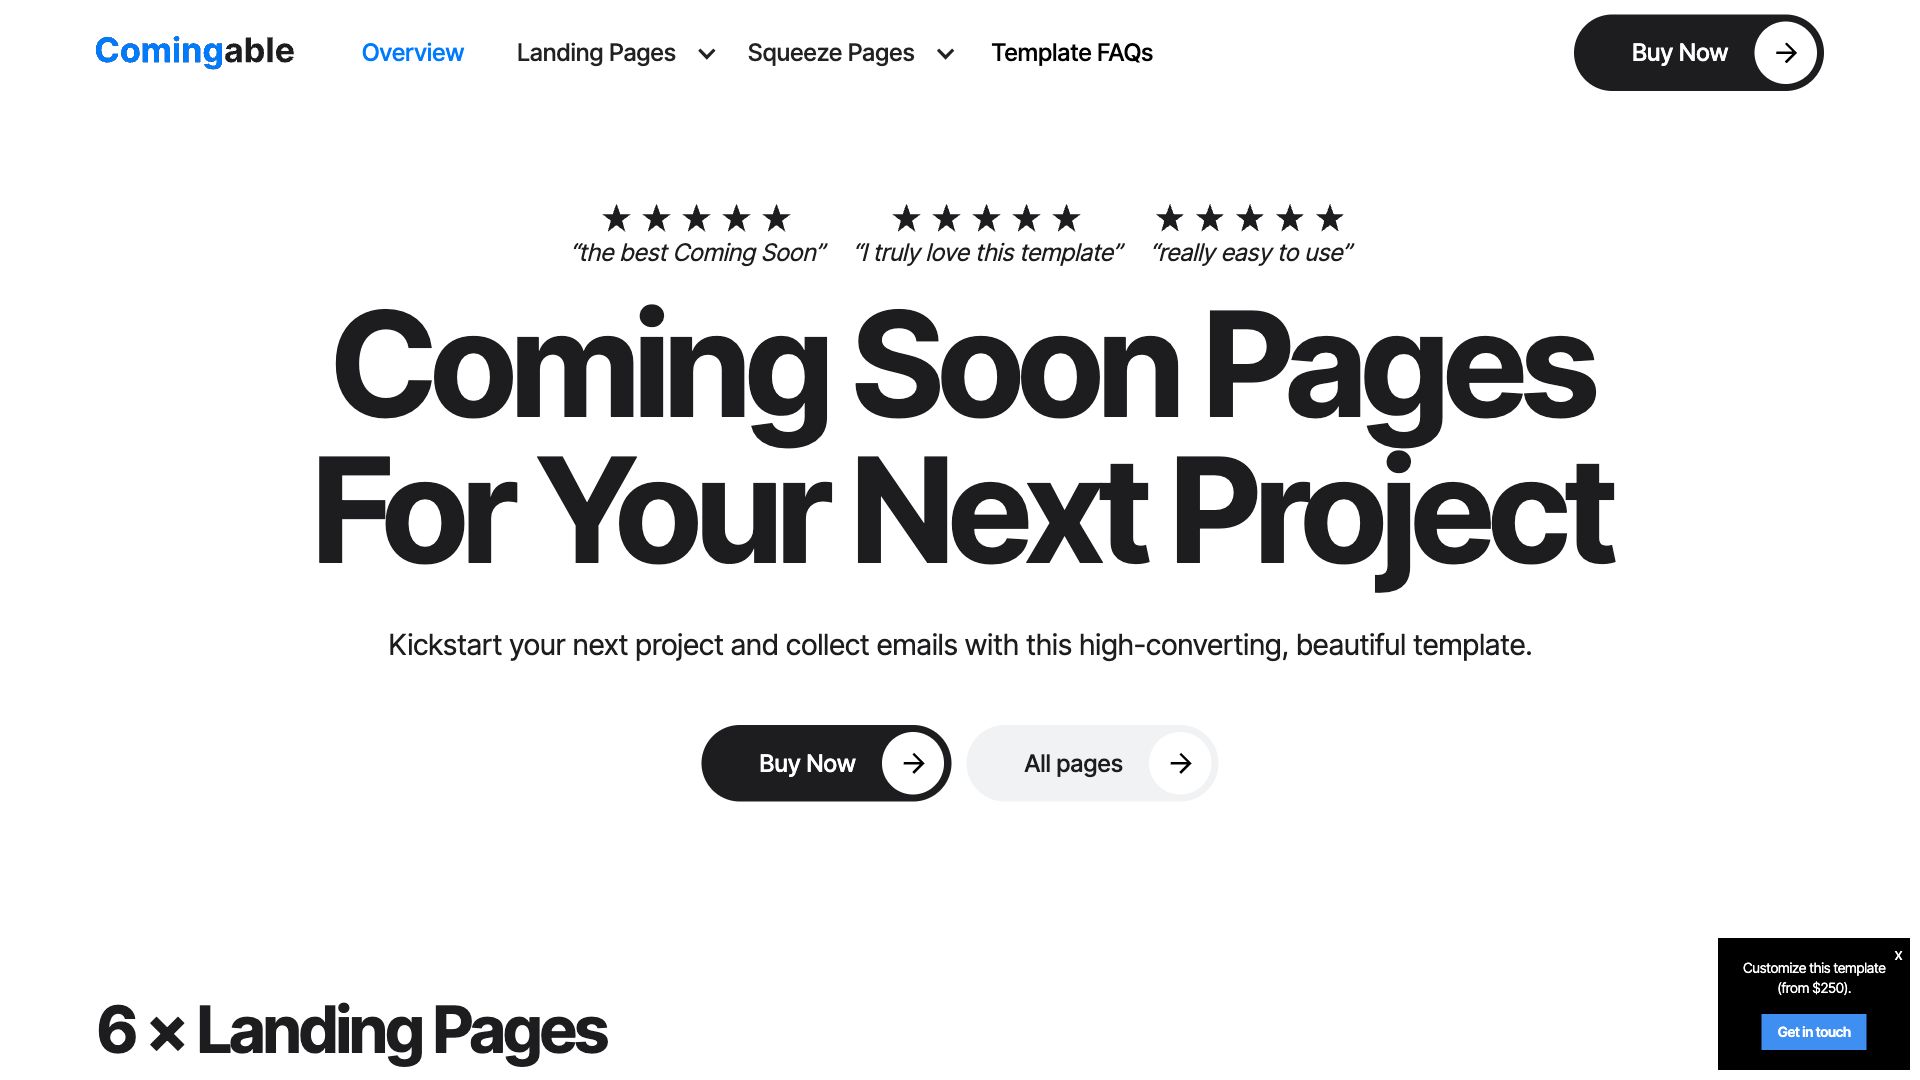 Comingable Overview Landing Pages Squeeze Pages Template FAQs Buy Now
★★★★★ ★★★★★ ★★★★★
“the best Coming Soon” “I truly love this template” “really easy to use”
Coming Soon Pages
For Your Next Project
Kickstart your next project and collect emails with this high-converting, beautiful template.
Buy Now All pages
6 × Landing Pages
x
Customize this template
(from $250).
Get in touch